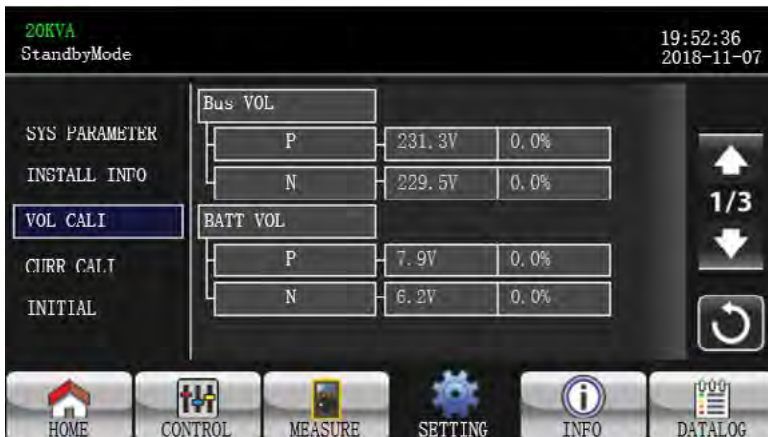 20KVA
StandbyMode
19:52:36
2018-11-07
SYS PARAMETER
INSTALL INFO
VOL CALI
CURR CALI
INITIAL
Bus VOL
P 231.3V 0.0%
N 229.5V 0.0%
BATT VOL
P 7.9V 0.0%
N 6.2V 0.0%
1/3
HOME CONTROL MEASURE SETTING INFO DATALOG